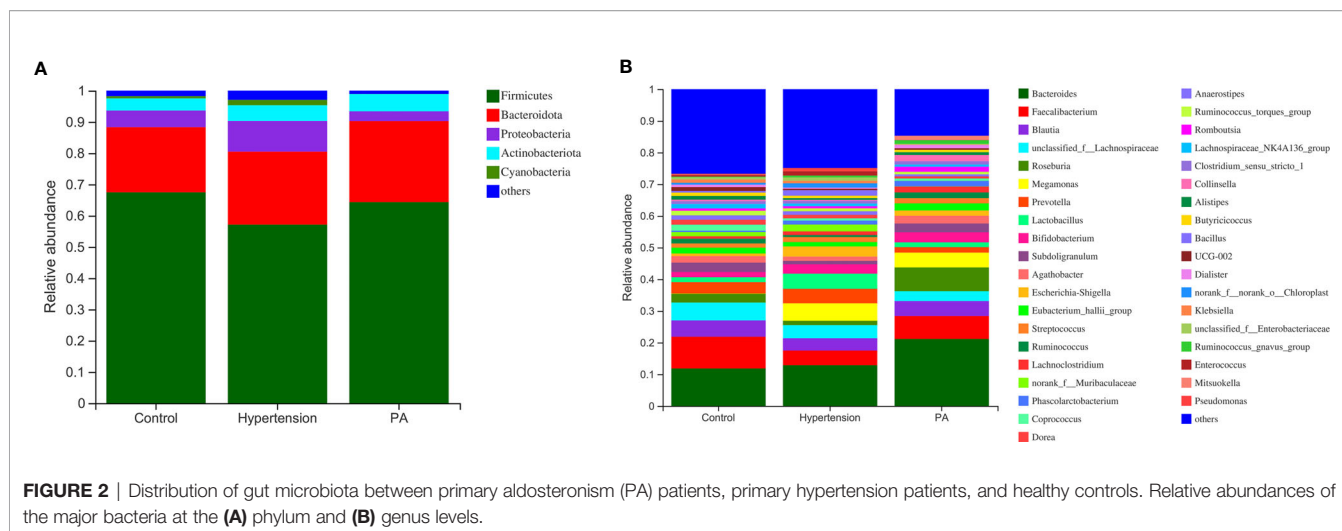 A
Relative abundance
1
0.9
0.8
0.7
0.6
0.5
0.4
0.3
0.2
0.1
0
Control
Hypertension
PA
Firmicutes
Bacteroidota
Proteobacteria
Actinobacteriota
Cyanobacteria
others
B
Relative abundance
1
0.9
0.8
0.7
0.6
0.5
0.4
0.3
0.2
0.1
0
Control
Hypertension
PA
Bacteroides
Faecalibacterium
Blautia
unclassified_f__Lachnospiraceae
Roseburia
Megamonas
Prevotella
Lactobacillus
Bifidobacterium
Subdoligranulum
Agathobacter
Escherichia-Shigella
Eubacterium_hallii_group
Streptococcus
Ruminococcus
Lachnoclostridium
norank_f__Muribaculaceae
Phascolarctobacterium
Coprococcus
Dorea
Anaerostipes
Ruminococcus_torques_group
Romboutsia
Lachnospiraceae_NK4A136_group
Clostridium_sensu_stricto_1
Collinsella
Alistipes
Butyricicoccus
Bacillus
UCG-002
Dialister
norank_f__norank_o__Chloroplast
Klebsiella
unclassified_f__Enterobacteriaceae
Ruminococcus_gnavus_group
Enterococcus
Mitsuokella
Pseudomonas
others
FIGURE 2 | Distribution of gut microbiota between primary aldosteronism (PA) patients, primary hypertension patients, and healthy controls. Relative abundances of
the major bacteria at the (A) phylum and (B) genus levels.